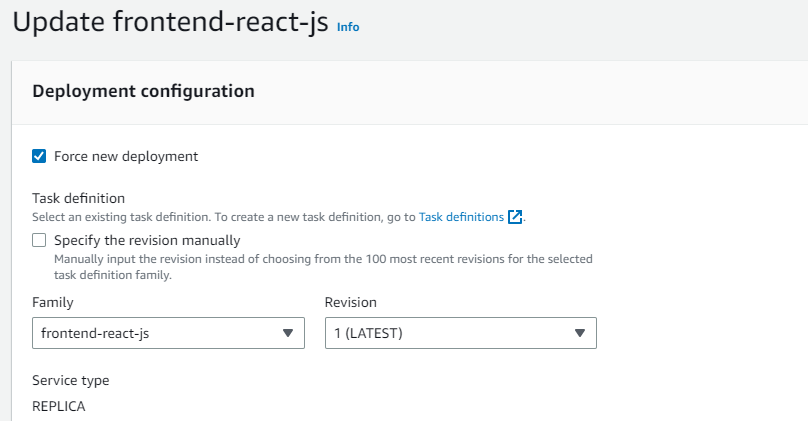 Update frontend-react-js Info
Deployment configuration
Force new deployment
Task definition
Select an existing task definition. To create a new task definition, go to Task definitions.
Specify the revision manually
Manually input the revision instead of choosing from the 100 most recent revisions for the selected
task definition family.
Family
Revision
frontend-react-js
1 (LATEST)
Service type
REPLICA